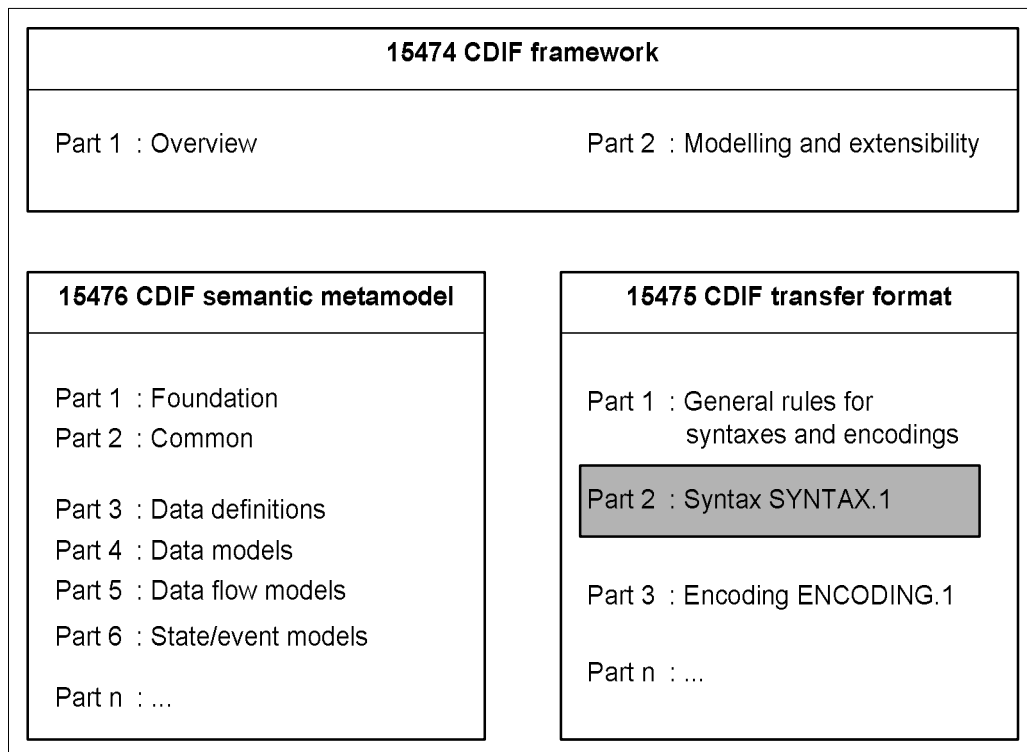 15474 CDIF framework
Part 1 : Overview
Part 2 : Modelling and extensibility
15476 CDIF semantic metamodel
Part 1 : Foundation
Part 2 : Common
Part 3 : Data definitions
Part 4 : Data models
Part 5 : Data flow models
Part 6 : State/event models
Part n : ...
15475 CDIF transfer format
Part 1 : General rules for
syntaxes and encodings
Part 2 : Syntax SYNTAX.1
Part 3 : Encoding ENCODING.1
Part n : ...